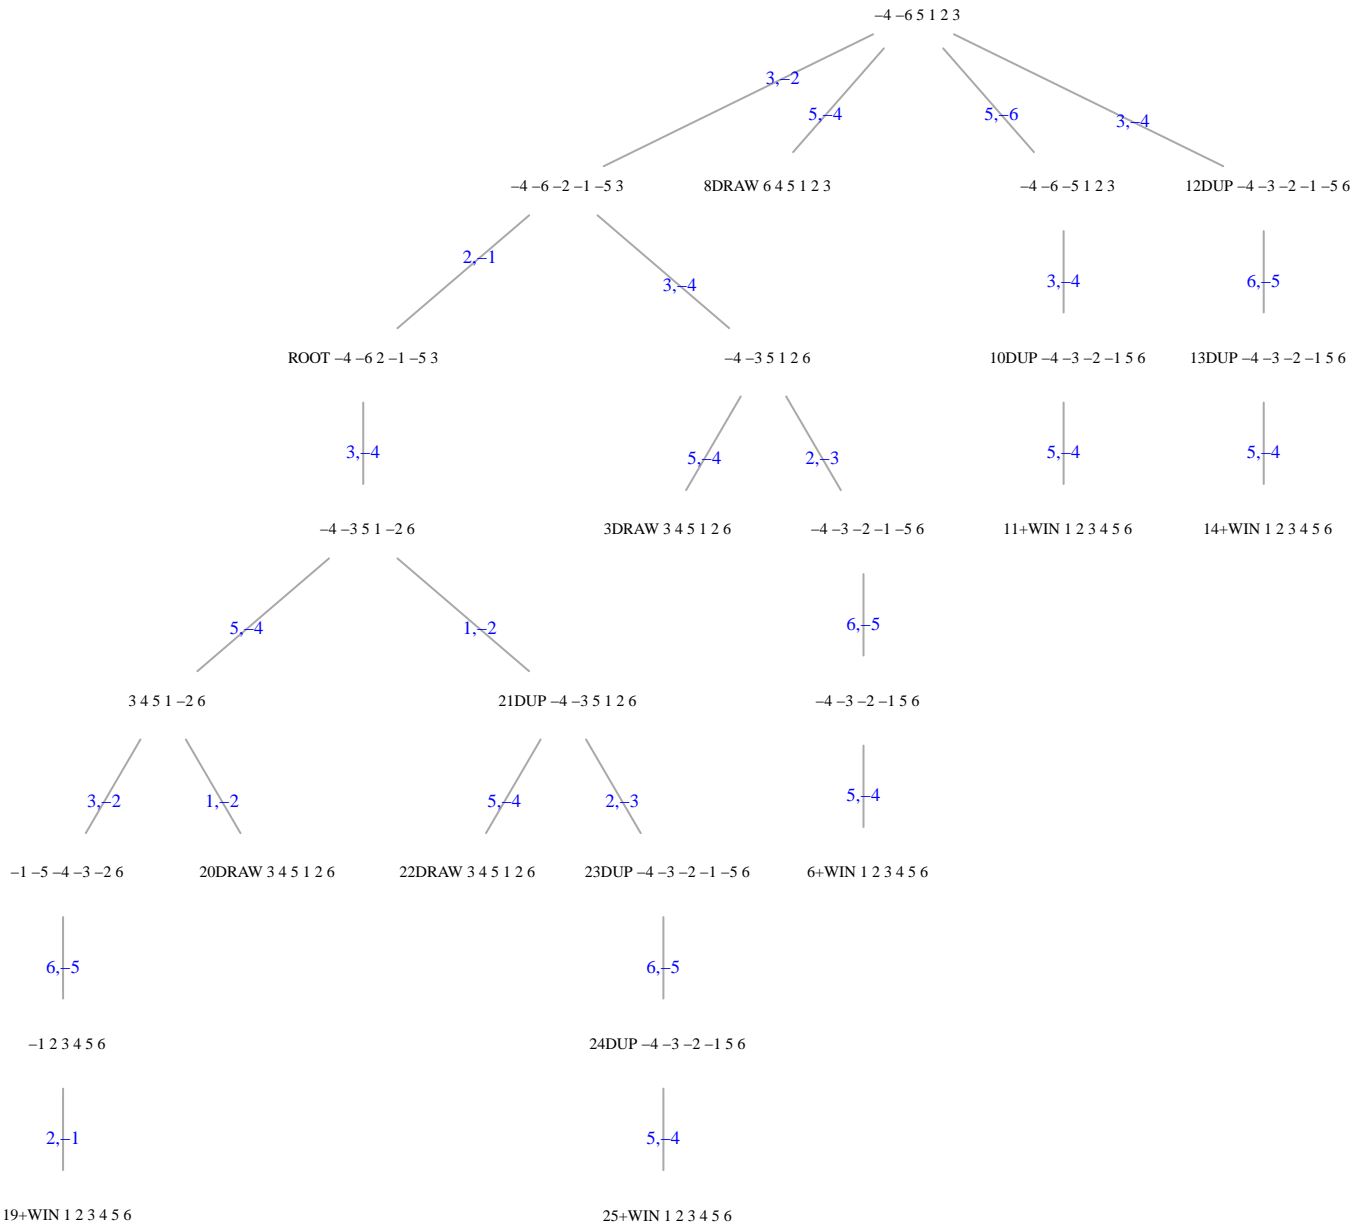 −4 −6 5 1 2 3
3,−2
5,−4
5,−6
3,−4
−4 −6 −2 −1 −5 3
8DRAW 6 4 5 1 2 3
−4 −6 −5 1 2 3
12DUP −4 −3 −2 −1 −5 6
2,−1
3,−4
3,−4
6,−5
ROOT −4 −6 2 −1 −5 3
−4 −3 5 1 2 6
10DUP −4 −3 −2 −1 5 6
13DUP −4 −3 −2 −1 5 6
3,−4
5,−4
2,−3
5,−4
5,−4
−4 −3 5 1 −2 6
3DRAW 3 4 5 1 2 6
−4 −3 −2 −1 −5 6
11+WIN 1 2 3 4 5 6
14+WIN 1 2 3 4 5 6
5,−4
1,−2
6,−5
3 4 5 1 −2 6
21DUP −4 −3 5 1 2 6
−4 −3 −2 −1 5 6
3,−2
1,−2
5,−4
2,−3
5,−4
−1 −5 −4 −3 −2 6
20DRAW 3 4 5 1 2 6
22DRAW 3 4 5 1 2 6
23DUP −4 −3 −2 −1 −5 6
6+WIN 1 2 3 4 5 6
6,−5
6,−5
−1 2 3 4 5 6
24DUP −4 −3 −2 −1 5 6
2,−1
5,−4
19+WIN 1 2 3 4 5 6
25+WIN 1 2 3 4 5 6